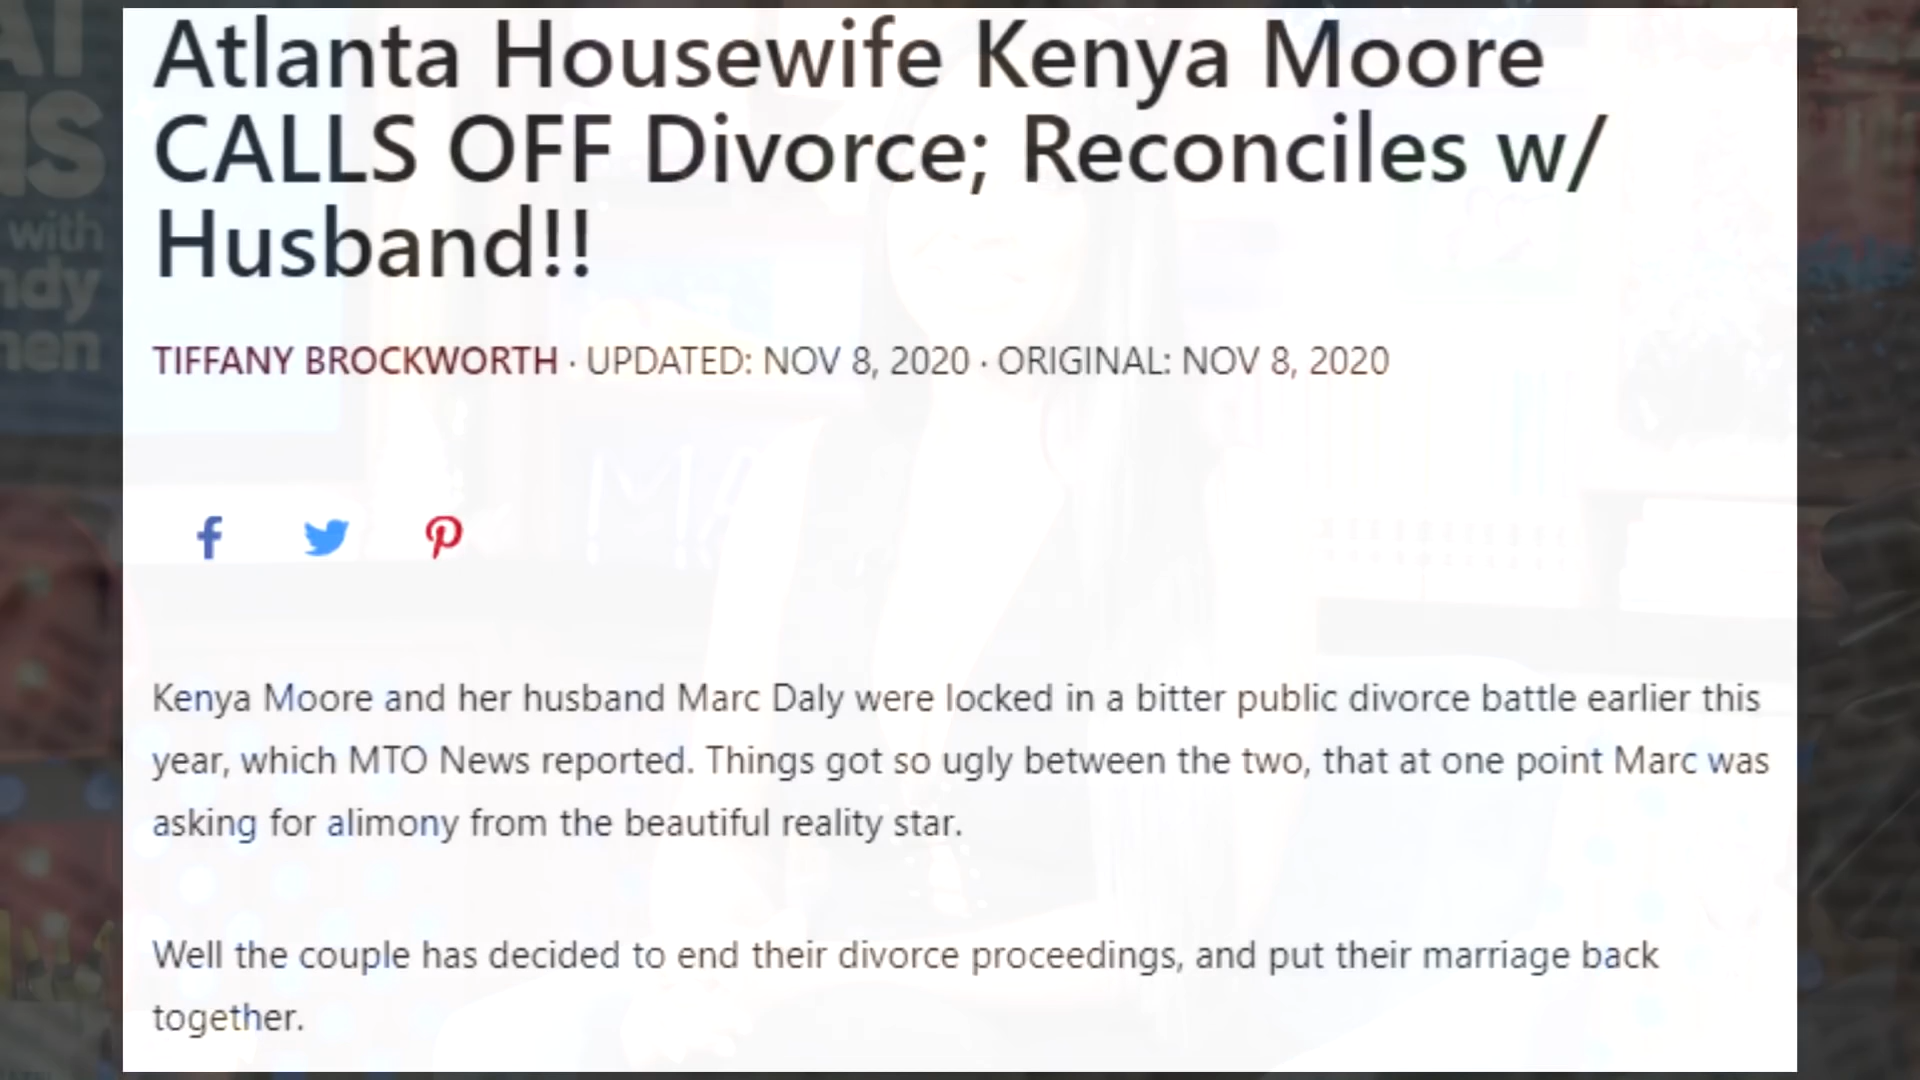 Atlanta Housewife Kenya Moore
CALLS OFF Divorce; Reconciles w/
Husband!!
TIFFANY BROCKWORTH · UPDATED: NOV 8, 2020 · ORIGINAL: NOV 8, 2020
Kenya Moore and her husband Marc Daly were locked in a bitter public divorce battle earlier this
year, which MTO News reported. Things got so ugly between the two, that at one point Marc was
asking for alimony from the beautiful reality star.
Well the couple has decided to end their divorce proceedings, and put their marriage back
together.
with